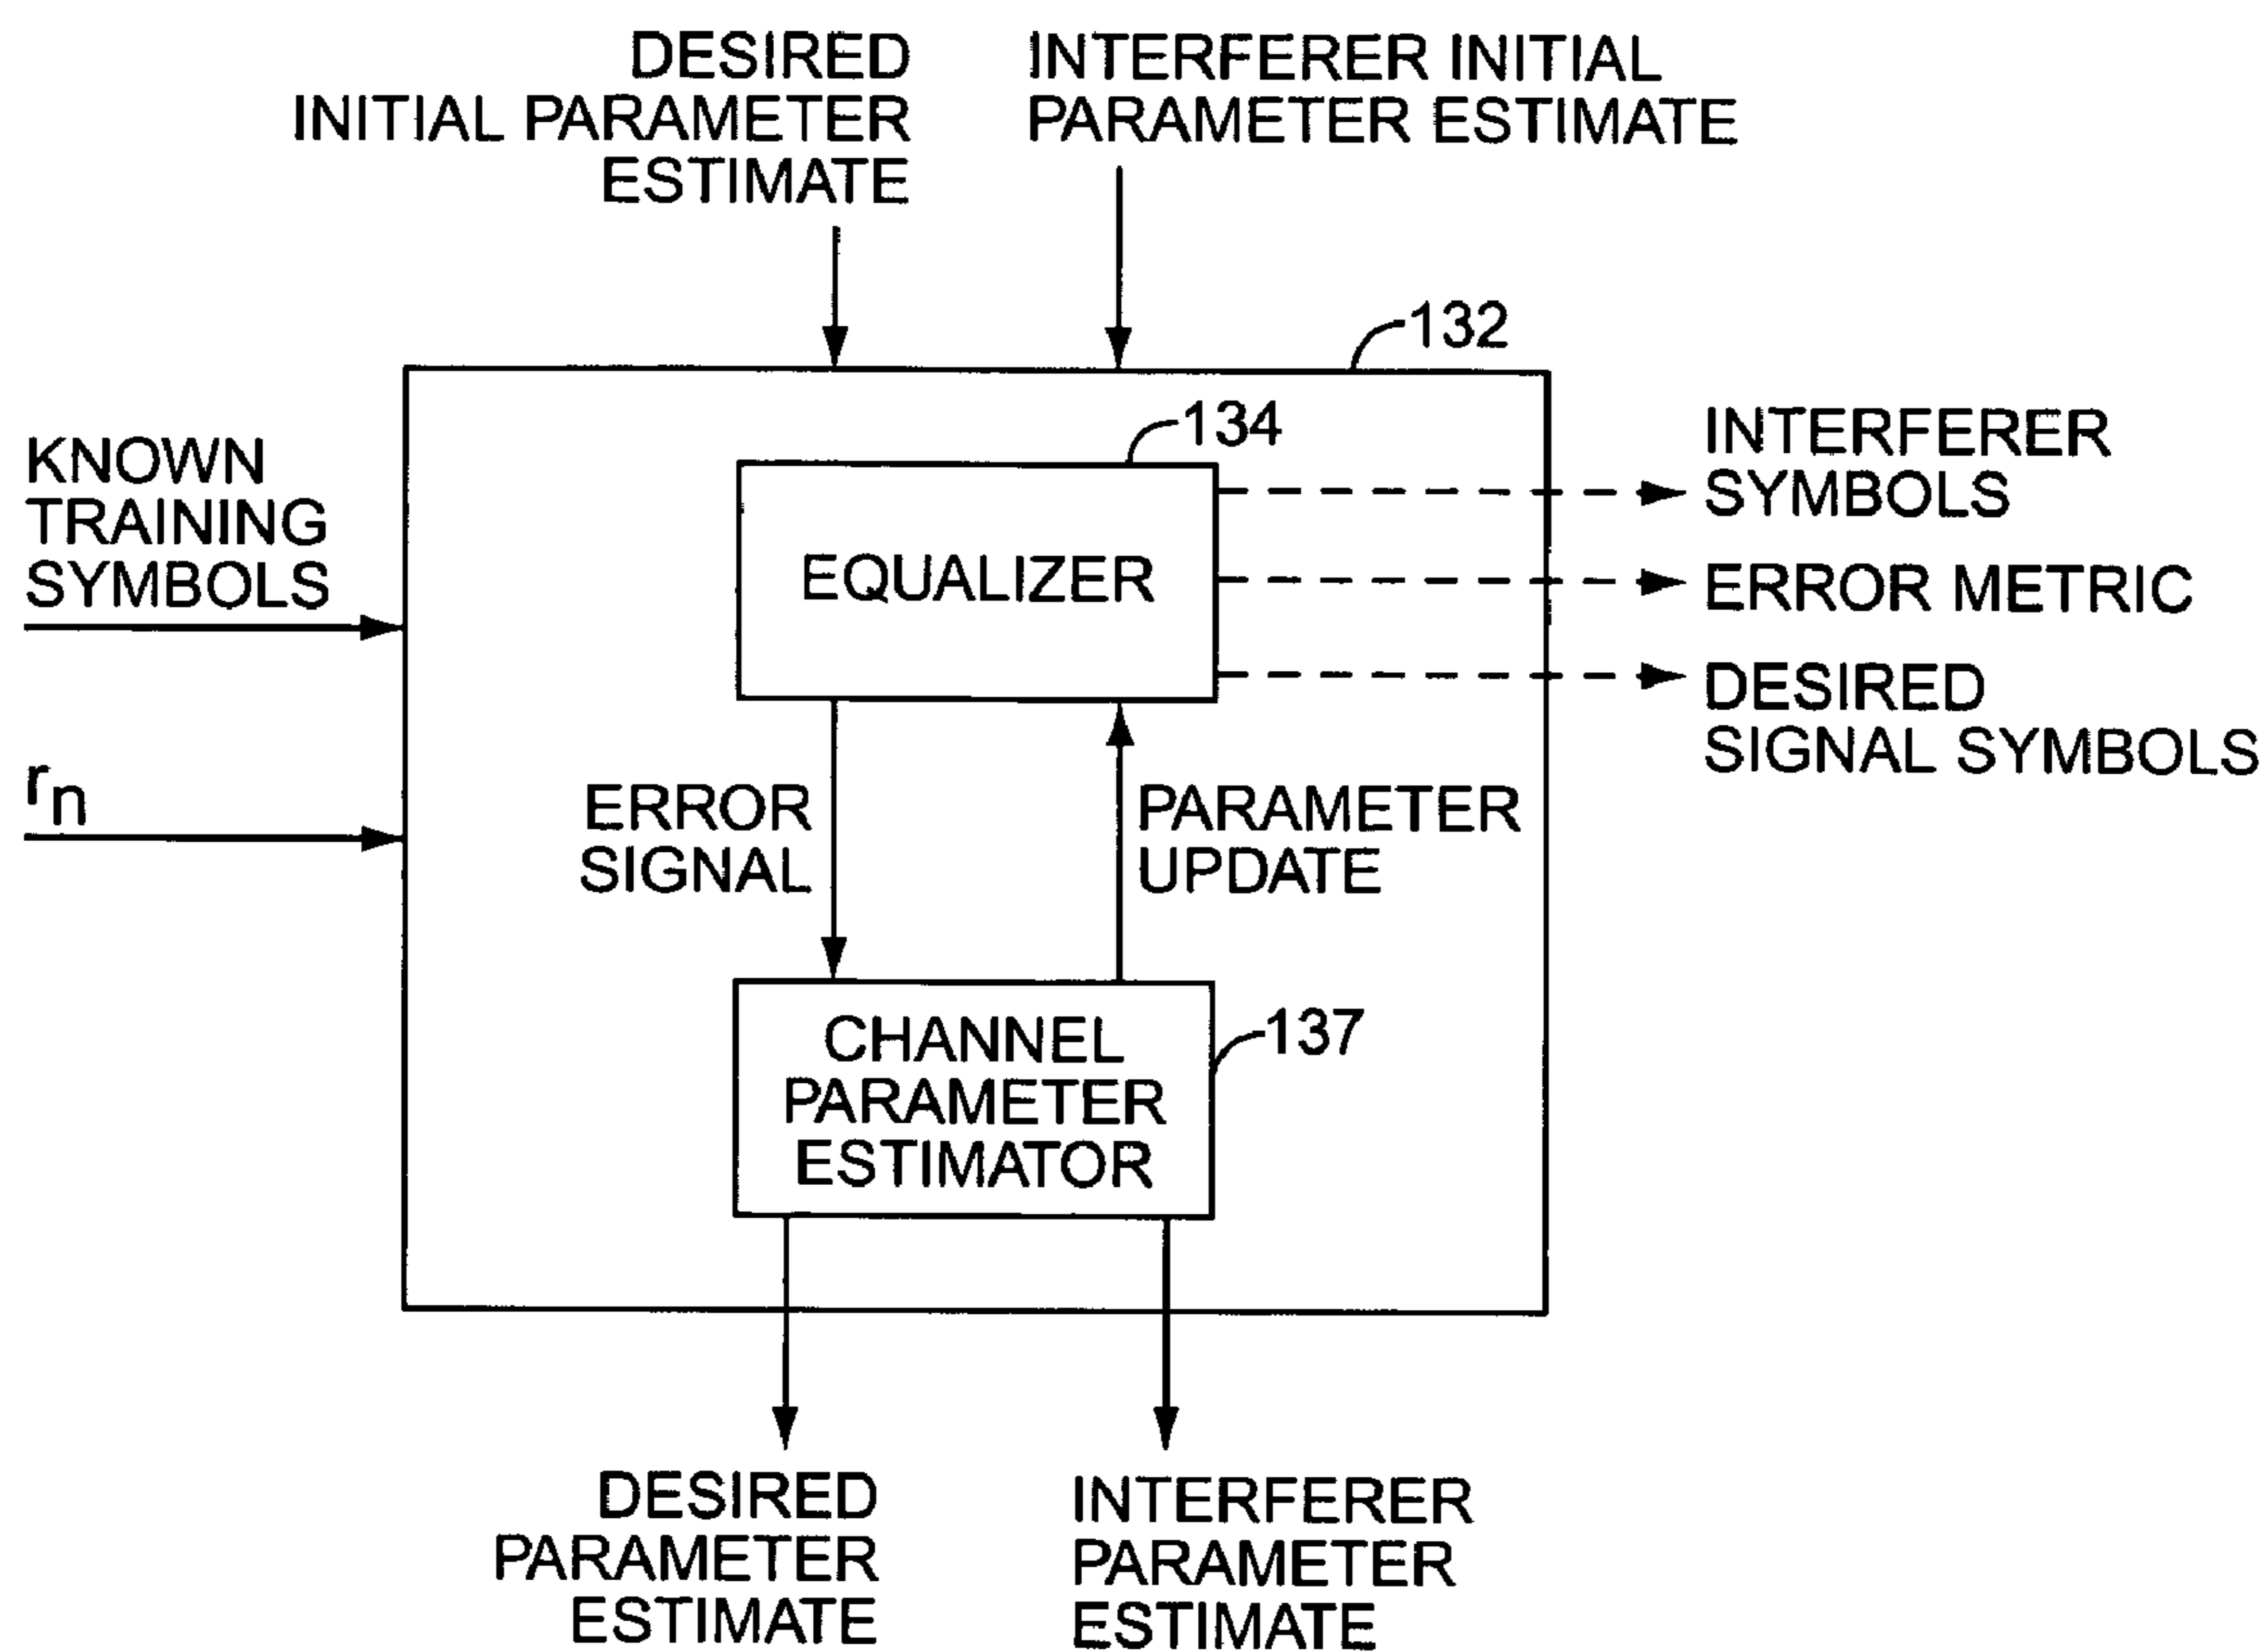 DESIRED
INITIAL PARAMETER
ESTIMATE
INTERFERER INITIAL
PARAMETER ESTIMATE
132
134
KNOWN
TRAINING
SYMBOLS
rn
EQUALIZER
INTERFERER
SYMBOLS
ERROR METRIC
DESIRED
SIGNAL SYMBOLS
ERROR
SIGNAL
PARAMETER
UPDATE
CHANNEL
PARAMETER
ESTIMATOR
137
DESIRED
PARAMETER
ESTIMATE
INTERFERER
PARAMETER
ESTIMATE